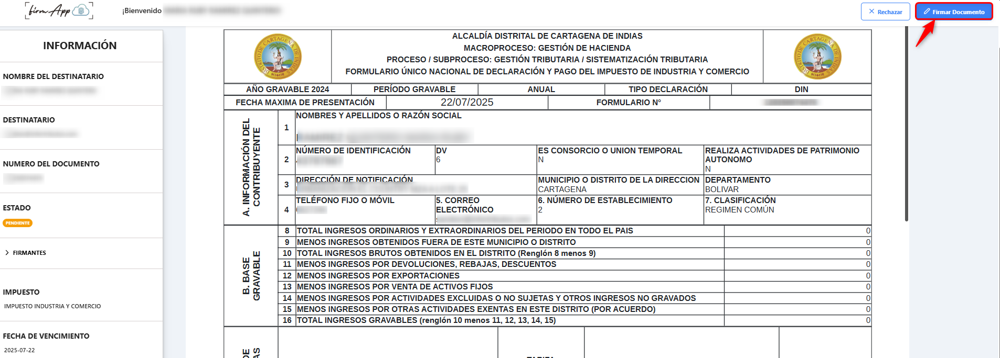 firmApp
¡Bienvenido
Rechazar
Firmar Documento
INFORMACIÓN
NOMBRE DEL DESTINATARIO
DESTINATARIO
NUMERO DEL DOCUMENTO
ESTADO
PENDIENTE
FIRMANTES
IMPUESTO
IMPUESTO INDUSTRIA Y COMERCIO
FECHA DE VENCIMIENTO
2025-07-22
DISTRITO DE CARTAGENA DE INDIAS
ALCALDÍA DISTRITAL DE CARTAGENA DE INDIAS
MACROPROCESO: GESTIÓN DE HACIENDA
PROCESO / SUBPROCESO: GESTIÓN TRIBUTARIA / SISTEMATIZACIÓN TRIBUTARIA
FORMULARIO ÚNICO NACIONAL DE DECLARACIÓN Y PAGO DEL IMPUESTO DE INDUSTRIA Y COMERCIO
DISTRITO DE CARTAGENA DE INDIAS
AÑO GRAVABLE 2024 PERÍODO GRAVABLE ANUAL TIPO DECLARACIÓN DIN
FECHA MAXIMA DE PRESENTACIÓN 22/07/2025 FORMULARIO Nº
A. INFORMACIÓN DEL
CONTRIBUYENTE
1 NOMBRES Y APELLIDOS O RAZÓN SOCIAL
2 NÚMERO DE IDENTIFICACIÓN
DV
6
ES CONSORCIO O UNION TEMPORAL
N
REALIZA ACTIVIDADES DE PATRIMONIO
AUTONOMO
N
3 DIRECCIÓN DE NOTIFICACIÓN
MUNICIPIO O DISTRITO DE LA DIRECCION
CARTAGENA
DEPARTAMENTO
BOLIVAR
4 TELÉFONO FIJO O MÓVIL
5. CORREO
ELECTRÓNICO
6. NÚMERO DE ESTABLECIMIENTO
2
7. CLASIFICACIÓN
REGIMEN COMÚN
B. BASE
GRAVABLE
8 TOTAL INGRESOS ORDINARIOS Y EXTRAORDINARIOS DEL PERIODO EN TODO EL PAIS 0
9 MENOS INGRESOS OBTENIDOS FUERA DE ESTE MUNICIPIO O DISTRITO 0
10 TOTAL INGRESOS BRUTOS OBTENIDOS EN EL DISTRITO (Renglón 8 menos 9) 0
11 MENOS INGRESOS POR DEVOLUCIONES, REBAJAS, DESCUENTOS 0
12 MENOS INGRESOS POR EXPORTACIONES 0
13 MENOS INGRESOS POR VENTA DE ACTIVOS FIJOS 0
14 MENOS INGRESOS POR ACTIVIDADES EXCLUIDAS O NO SUJETAS Y OTROS INGRESOS NO GRAVADOS 0
15 MENOS INGRESOS POR OTRAS ACTIVIDADES EXENTAS EN ESTE DISTRITO (POR ACUERDO) 0
16 TOTAL INGRESOS GRAVABLES (renglón 10 menos 11, 12, 13, 14, 15) 0